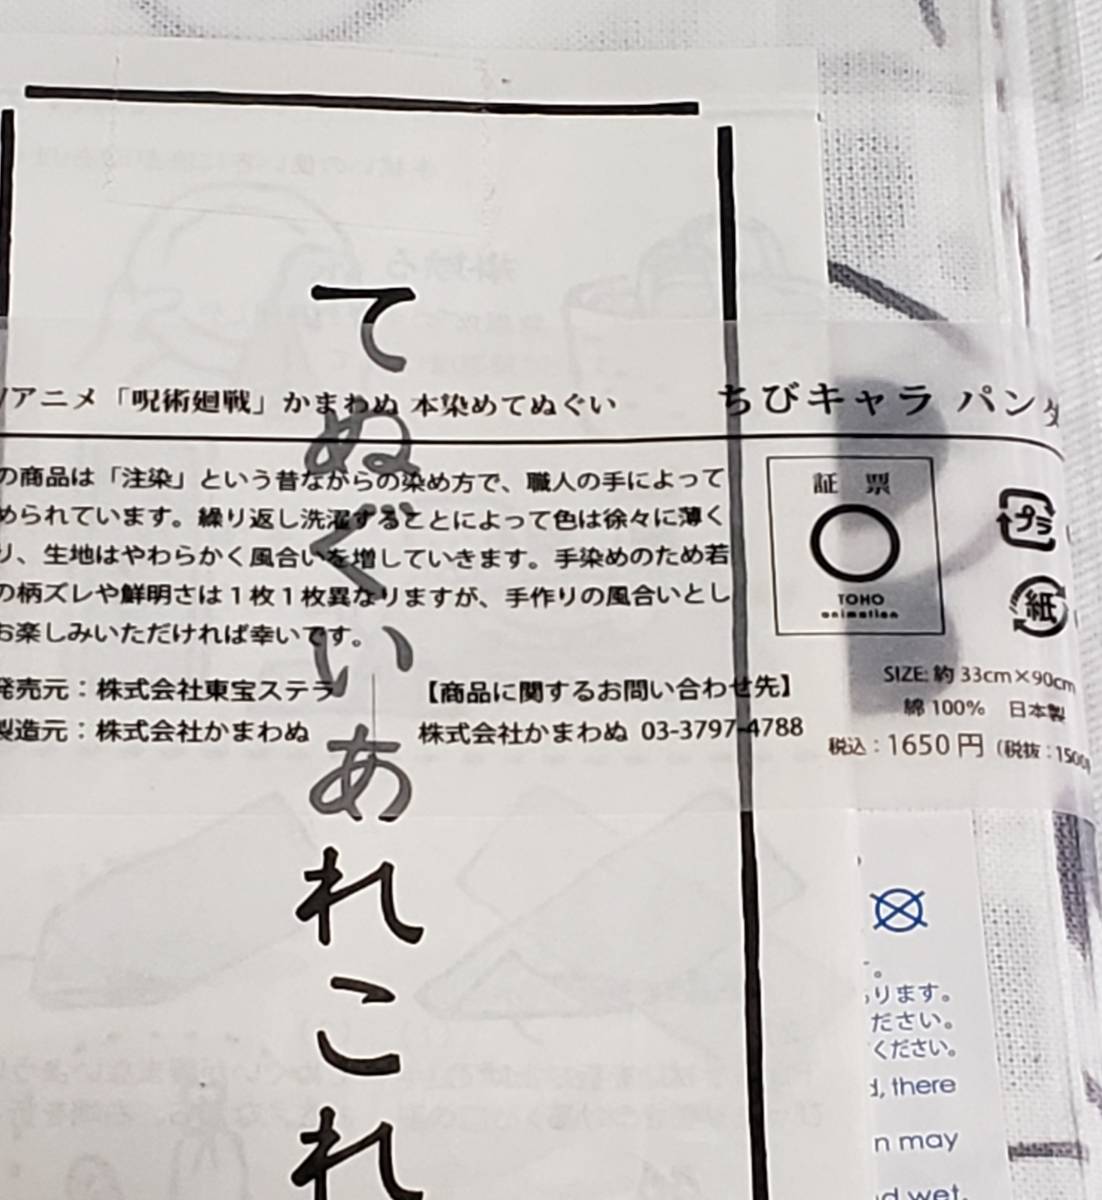 アニメ「呪術廻戦」かまわぬ 本染めてぬぐい ちびキャラ パン
の商品は「注染」という昔ながらの染め方で、職人の手によって
められています。繰り返し洗濯することによって色は徐々に薄く
り、生地はやわらかく風合いを増していきます。手染めのため若
の柄ズレや鮮明さは1枚1枚異なりますが、手作りの風合いとし
お楽しみいただければ幸いです。
発売元：株式会社東宝ステラ
製造元：株式会社かまわぬ
【商品に関するお問い合わせ先】
株式会社かまわぬ 03-3797-4788
証 票
TOHO
animation
プラ
紙
SIZE: 約 33cm×90cm
綿 100% 日本製
税込：1650 円（税抜：1500
てぬぐいあれこれ
ります。
ださい。
ください。
d, there
n may
d wet.